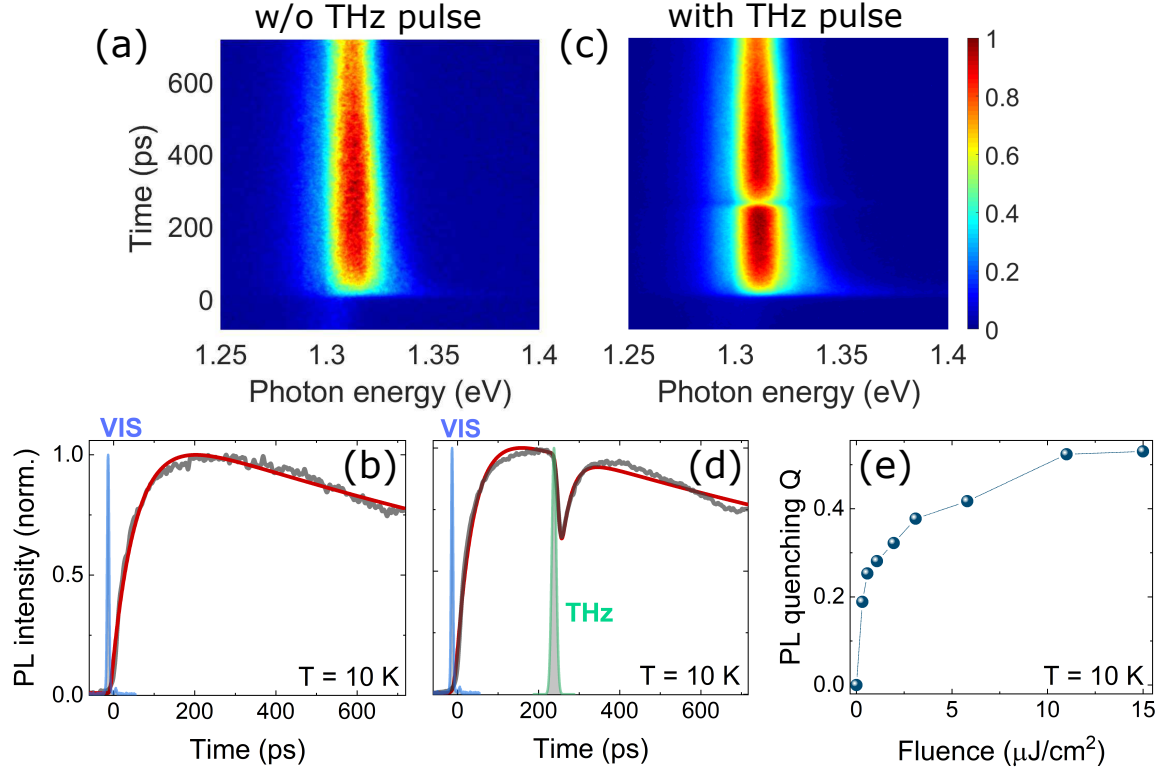 w/o THz pulse
with THz pulse
(a)
(c)
Time (ps)
600
400
200
0
1.25
1.3
1.35
1.4
Photon energy (eV)
1.25
1.3
1.35
1.4
Photon energy (eV)
1
0.8
0.6
0.4
0.2
0
VIS
(b)
PL intensity (norm.)
1.0
0.5
0.0
T = 10 K
0
200
400
600
Time (ps)
VIS
(d)
THz
T = 10 K
0
200
400
600
Time (ps)
(e)
PL quenching Q
0.4
0.2
0.0
T = 10 K
0
5
10
15
Fluence (μJ/cm²)